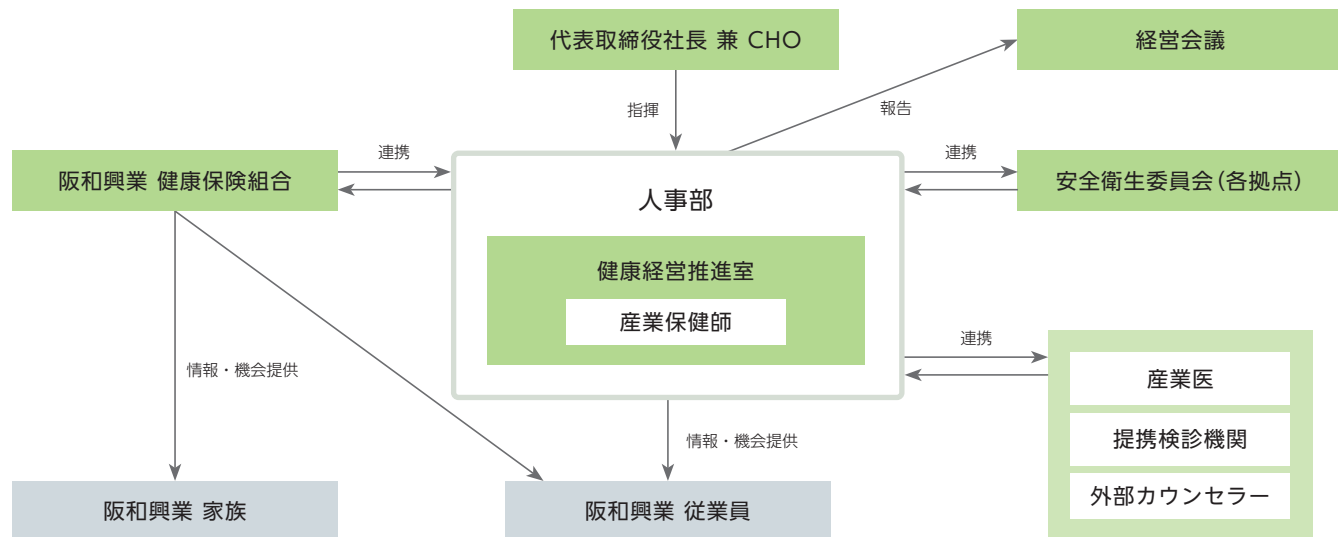 代表取締役社長 兼 CHO
経営会議
指揮
報告
阪和興業 健康保険組合
連携
人事部
連携
安全衛生委員会（各拠点）
健康経営推進室
産業保健師
連携
産業医
提携検診機関
外部カウンセラー
情報・機会提供
情報・機会提供
阪和興業 家族
阪和興業 従業員